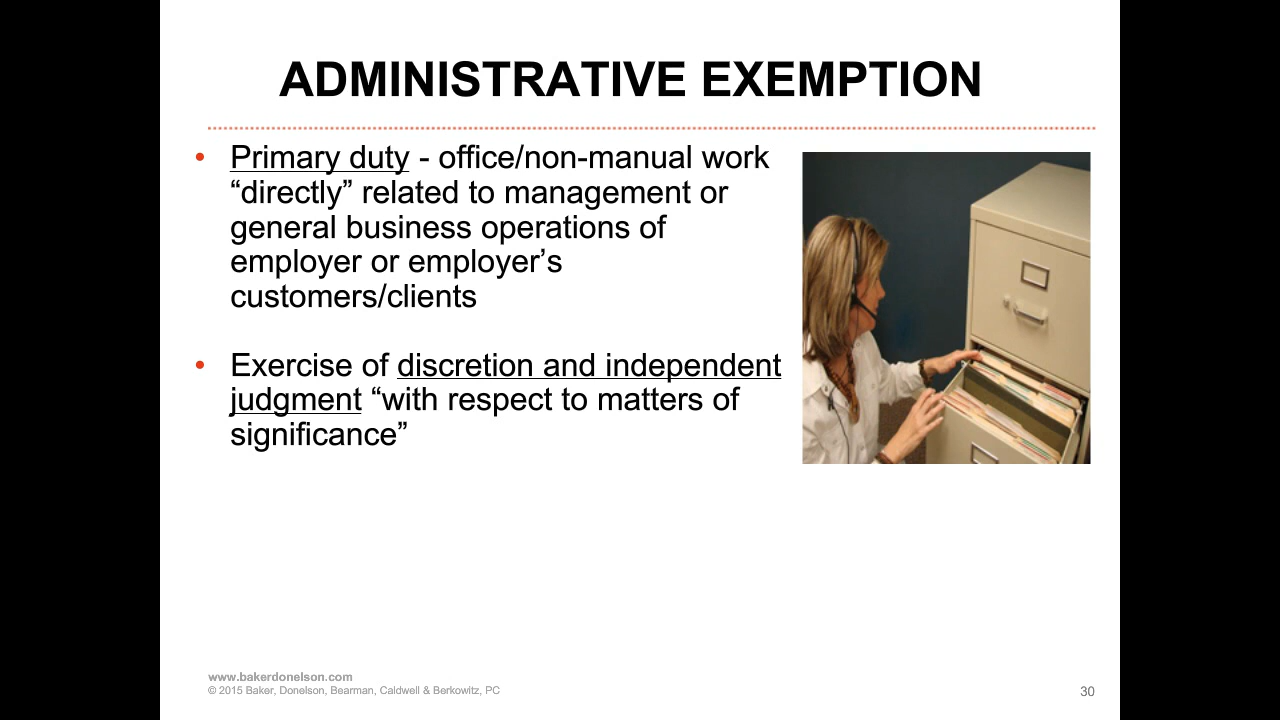 ADMINISTRATIVE EXEMPTION
• Primary duty - office/non-manual work
“directly” related to management or
general business operations of
employer or employer’s
customers/clients
• Exercise of discretion and independent
judgment “with respect to matters of
significance”
www.bakerdonelson.com
© 2015 Baker, Donelson, Bearman, Caldwell & Berkowitz, PC
30